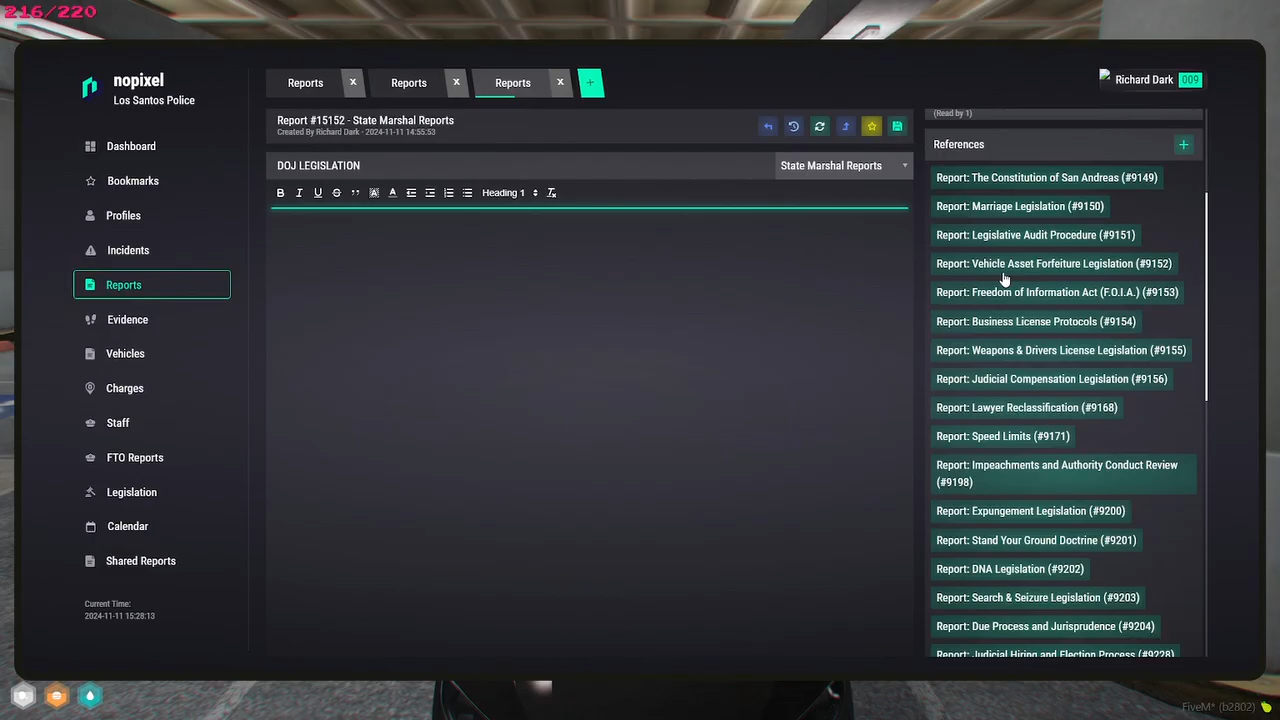 216/220
nopixel
Los Santos Police
Dashboard
Bookmarks
Profiles
Incidents
Reports
Evidence
Vehicles
Charges
Staff
FTO Reports
Legislation
Calendar
Shared Reports
Current Time:
2024-11-11 15:28:13
Reports x Reports x Reports x +
Richard Dark 009
Report #15152 - State Marshal Reports
Created By Richard Dark - 2024-11-11 14:55:53
DOJ LEGISLATION
State Marshal Reports
B I U S Heading 1
(Read by 1)
References +
Report: The Constitution of San Andreas (#9149)
Report: Marriage Legislation (#9150)
Report: Legislative Audit Procedure (#9151)
Report: Vehicle Asset Forfeiture Legislation (#9152)
Report: Freedom of Information Act (F.O.I.A.) (#9153)
Report: Business License Protocols (#9154)
Report: Weapons & Drivers License Legislation (#9155)
Report: Judicial Compensation Legislation (#9156)
Report: Lawyer Reclassification (#9168)
Report: Speed Limits (#9171)
Report: Impeachments and Authority Conduct Review
(#9198)
Report: Expungement Legislation (#9200)
Report: Stand Your Ground Doctrine (#9201)
Report: DNA Legislation (#9202)
Report: Search & Seizure Legislation (#9203)
Report: Due Process and Jurisprudence (#9204)
Report: Judicial Hiring and Election Process (#9228)
FiveM* (b2802)